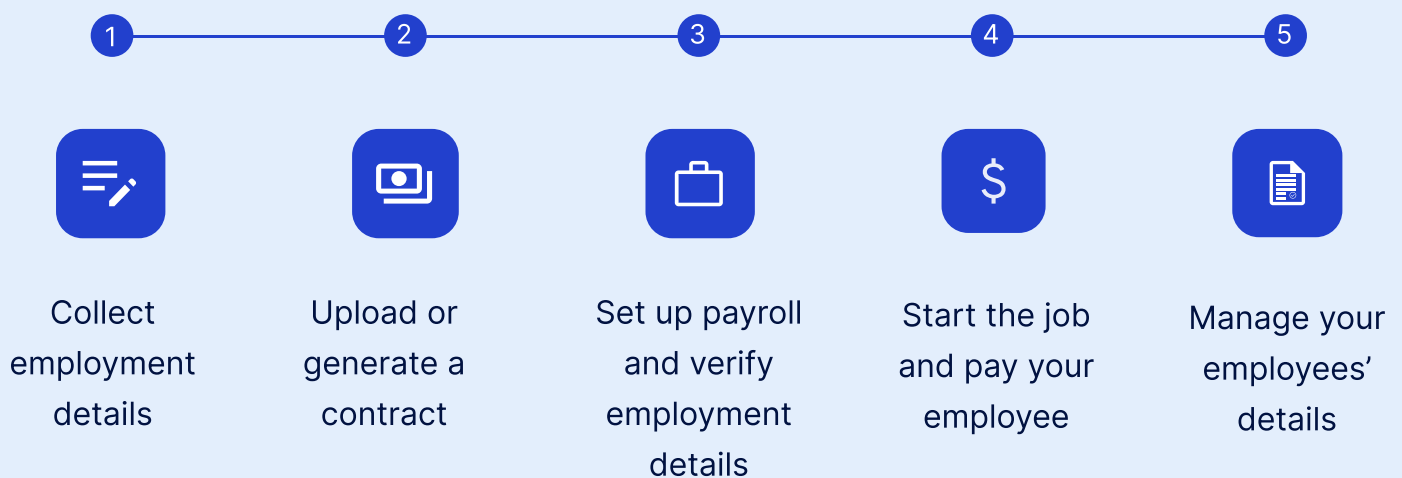 1
2
3
4
5
Collect
employment
details
Upload or
generate a
contract
Set up payroll
and verify
employment
details
Start the job
and pay your
employee
Manage your
employees’
details